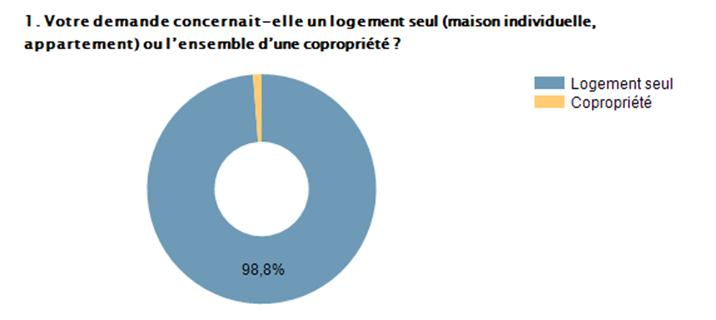 1. Votre demande concernait-elle un logement seul (maison individuelle,
appartement) ou l'ensemble d'une copropriété ?
Logement seul
Copropriété
98,8%